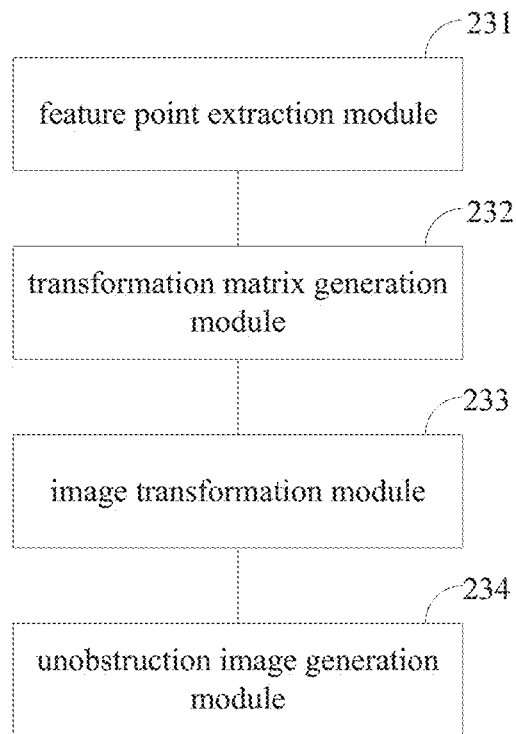 231
feature point extraction module
232
transformation matrix generation
module
233
image transformation module
234
unobstruction image generation
module